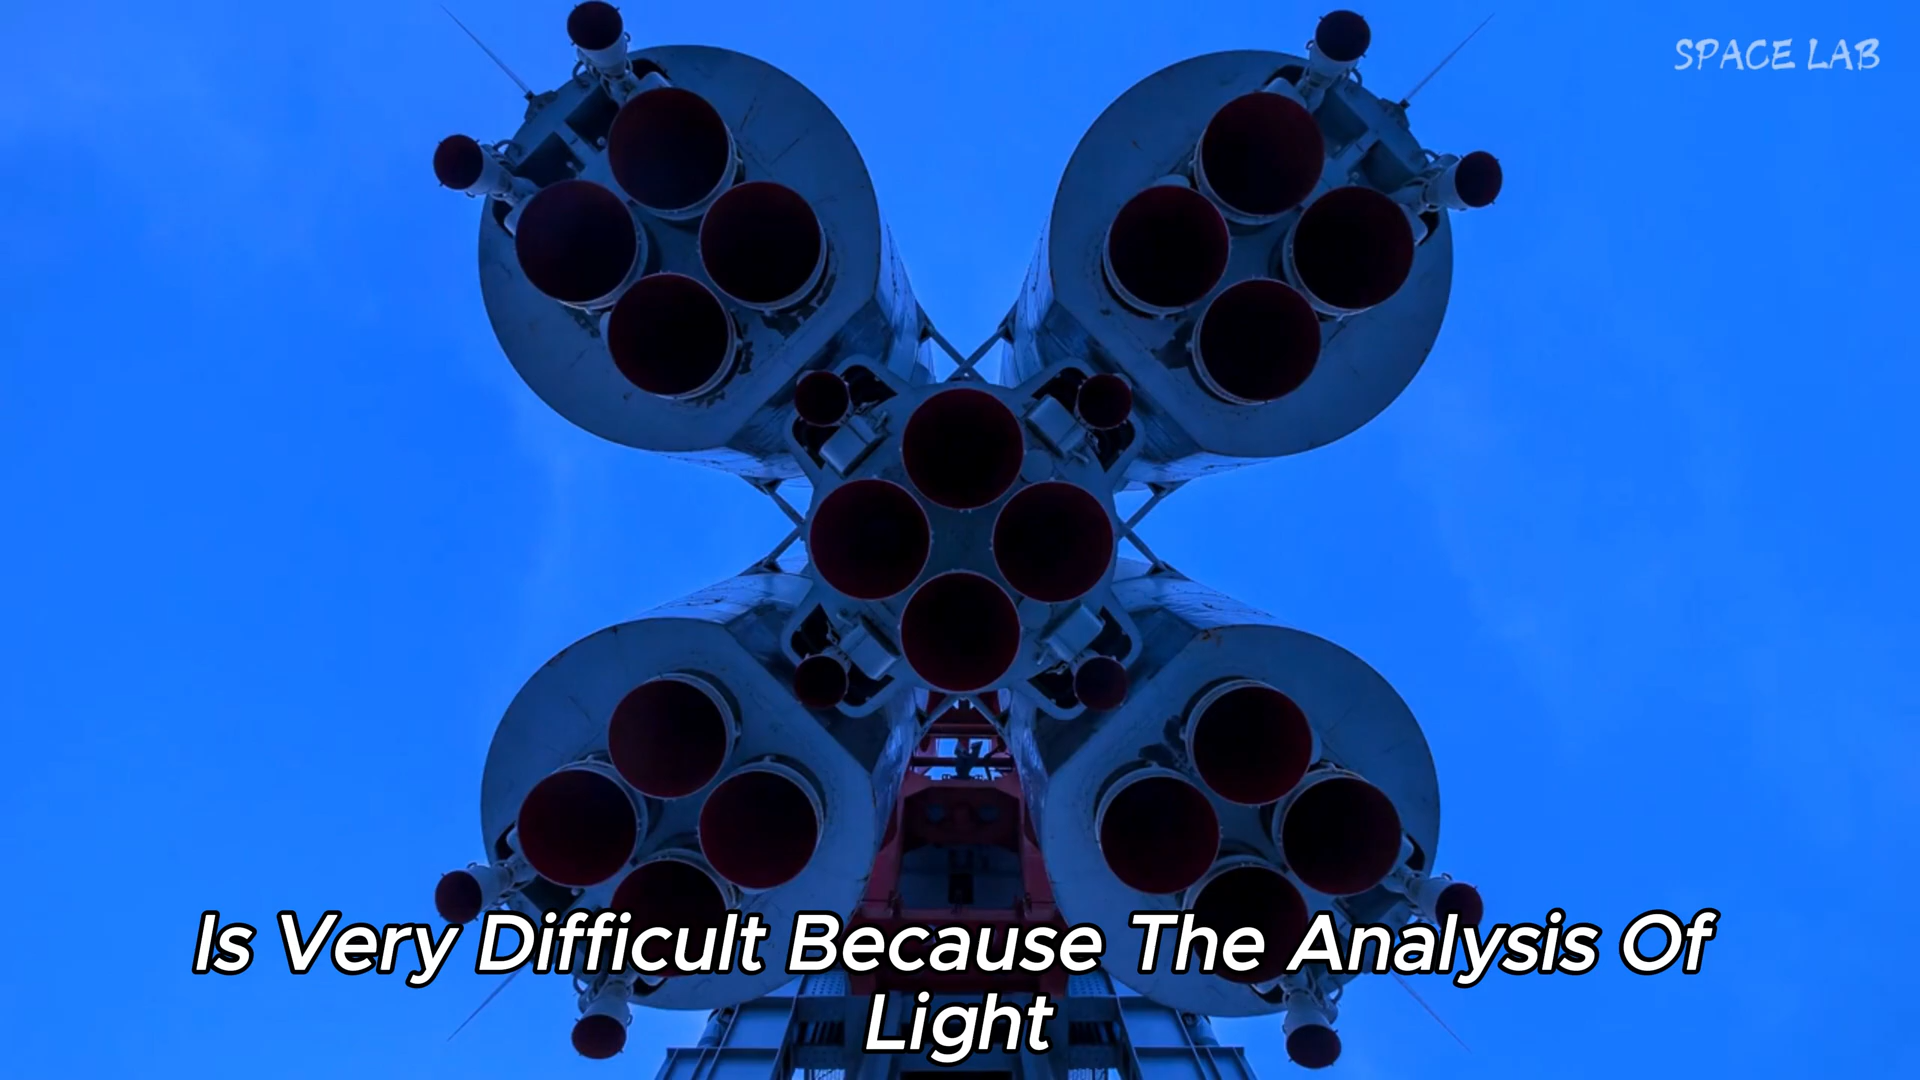 SPACE LAB
Is Very Difficult Because The Analysis Of
Light